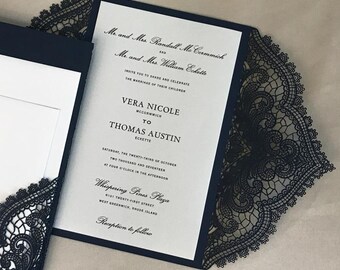 Mr. and Mrs. Randall McCormick
AND
Mr. and Mrs. William Eckette
INVITE YOU TO SHARE AND CELEBRATE
THE MARRIAGE OF THEIR CHILDREN
VERA NICOLE
MCCORMICK
TO
THOMAS AUSTIN
ECKETTE
SATURDAY, THE TWENTY-THIRD OF OCTOBER
TWO THOUSAND AND SEVENTEEN
AT FOUR O'CLOCK IN THE AFTERNOON
Whispering Pines Plaza
WEST GREENWICH, RHODE ISLAND
Reception to follow